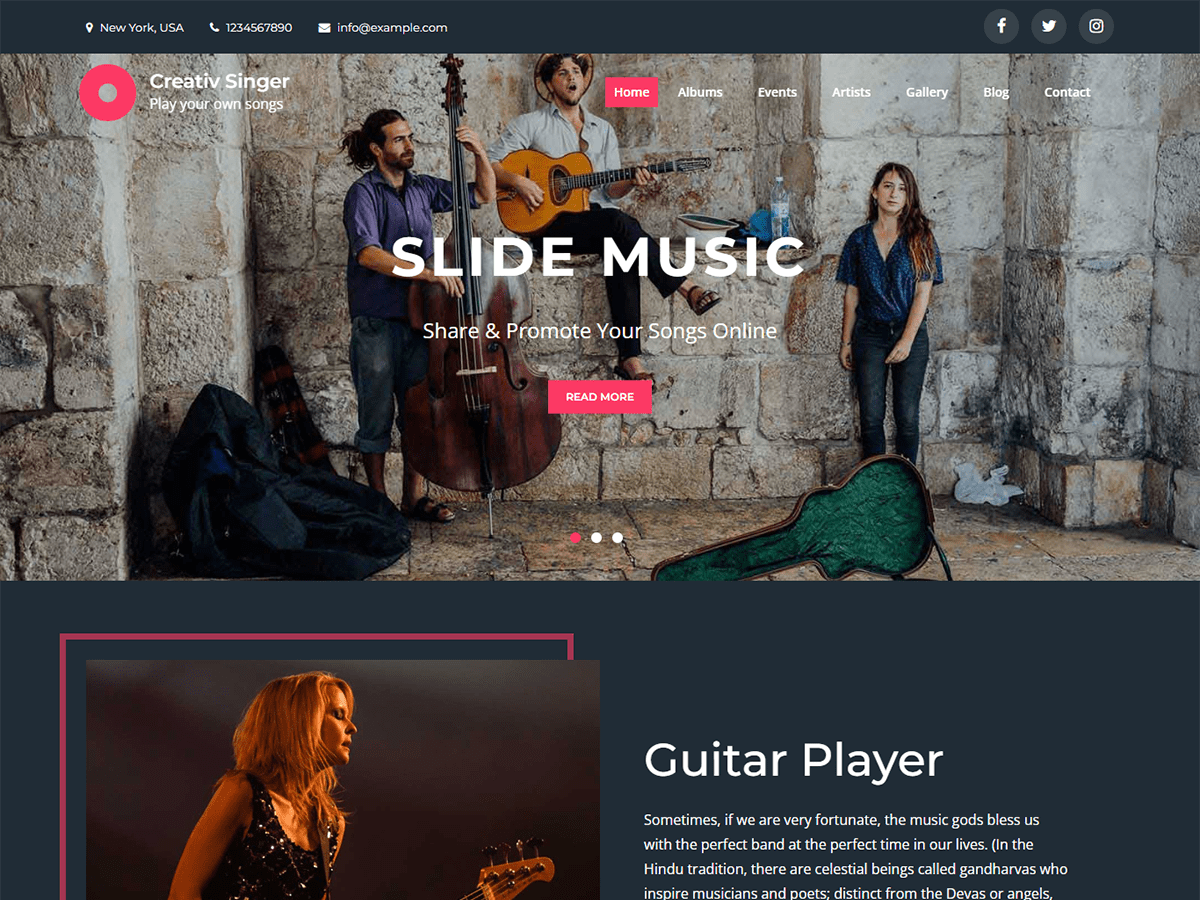 New York, USA 1234567890 info@example.com
Creativ Singer
Play your own songs
Home Albums Events Artists Gallery Blog Contact
SLIDE MUSIC
Share & Promote Your Songs Online
READ MORE
Guitar Player
Sometimes, if we are very fortunate, the music gods bless us
with the perfect band at the perfect time in our lives. (In the
Hindu tradition, there are celestial beings called gandharvas who
inspire musicians and poets; distinct from the Devas or angels,